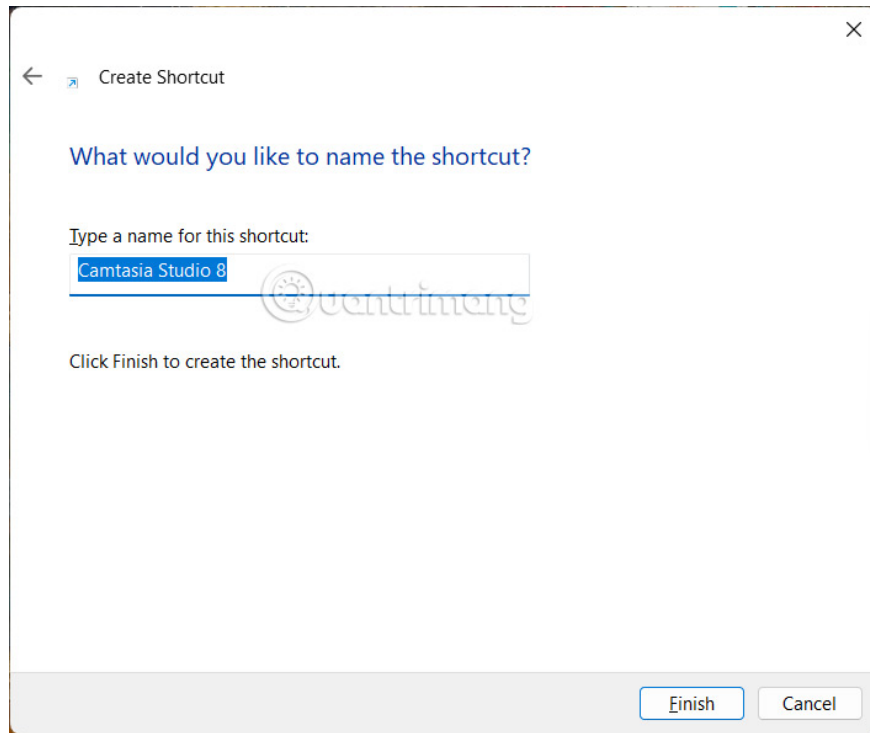 Create Shortcut
What would you like to name the shortcut?
Type a name for this shortcut:
Camtasia Studio 8
Quantrimang
Click Finish to create the shortcut.
Finish
Cancel